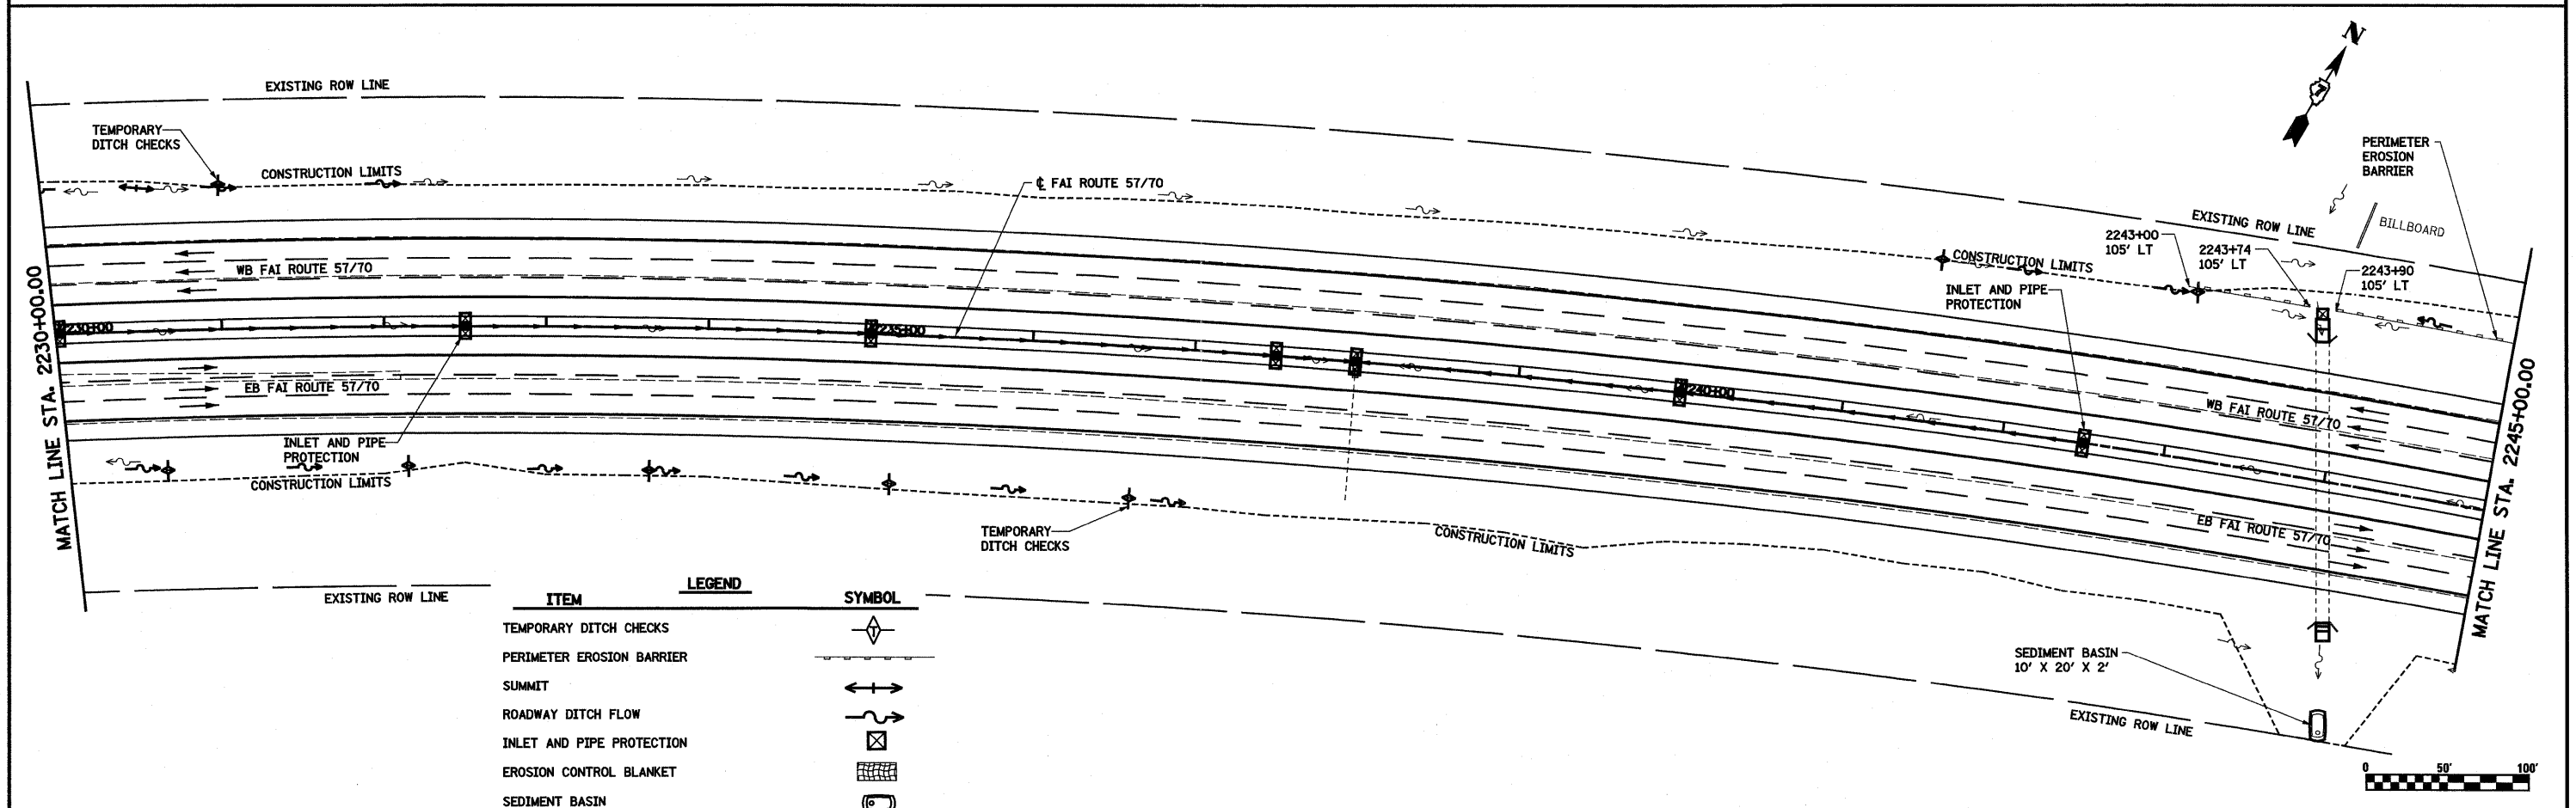 N
7
EXISTING ROW LINE
TEMPORARY
DITCH CHECKS
CONSTRUCTION LIMITS
℄ FAI ROUTE 57/70
PERIMETER
EROSION
BARRIER
EXISTING ROW LINE
BILLBOARD
2243+00
105' LT
2243+74
105' LT
2243+90
105' LT
CONSTRUCTION LIMITS
INLET AND PIPE
PROTECTION
MATCH LINE STA. 2230+00.00
WB FAI ROUTE 57/70
2230+00
2235+00
2240+00
EB FAI ROUTE 57/70
WB FAI ROUTE 57/70
EB FAI ROUTE 57/70
MATCH LINE STA. 2245+00.00
INLET AND PIPE
PROTECTION
CONSTRUCTION LIMITS
TEMPORARY
DITCH CHECKS
CONSTRUCTION LIMITS
EXISTING ROW LINE
SEDIMENT BASIN
10' X 20' X 2'
EXISTING ROW LINE
LEGEND
ITEM SYMBOL
TEMPORARY DITCH CHECKS T
PERIMETER EROSION BARRIER
SUMMIT
ROADWAY DITCH FLOW
INLET AND PIPE PROTECTION
EROSION CONTROL BLANKET
SEDIMENT BASIN
0 50' 100'